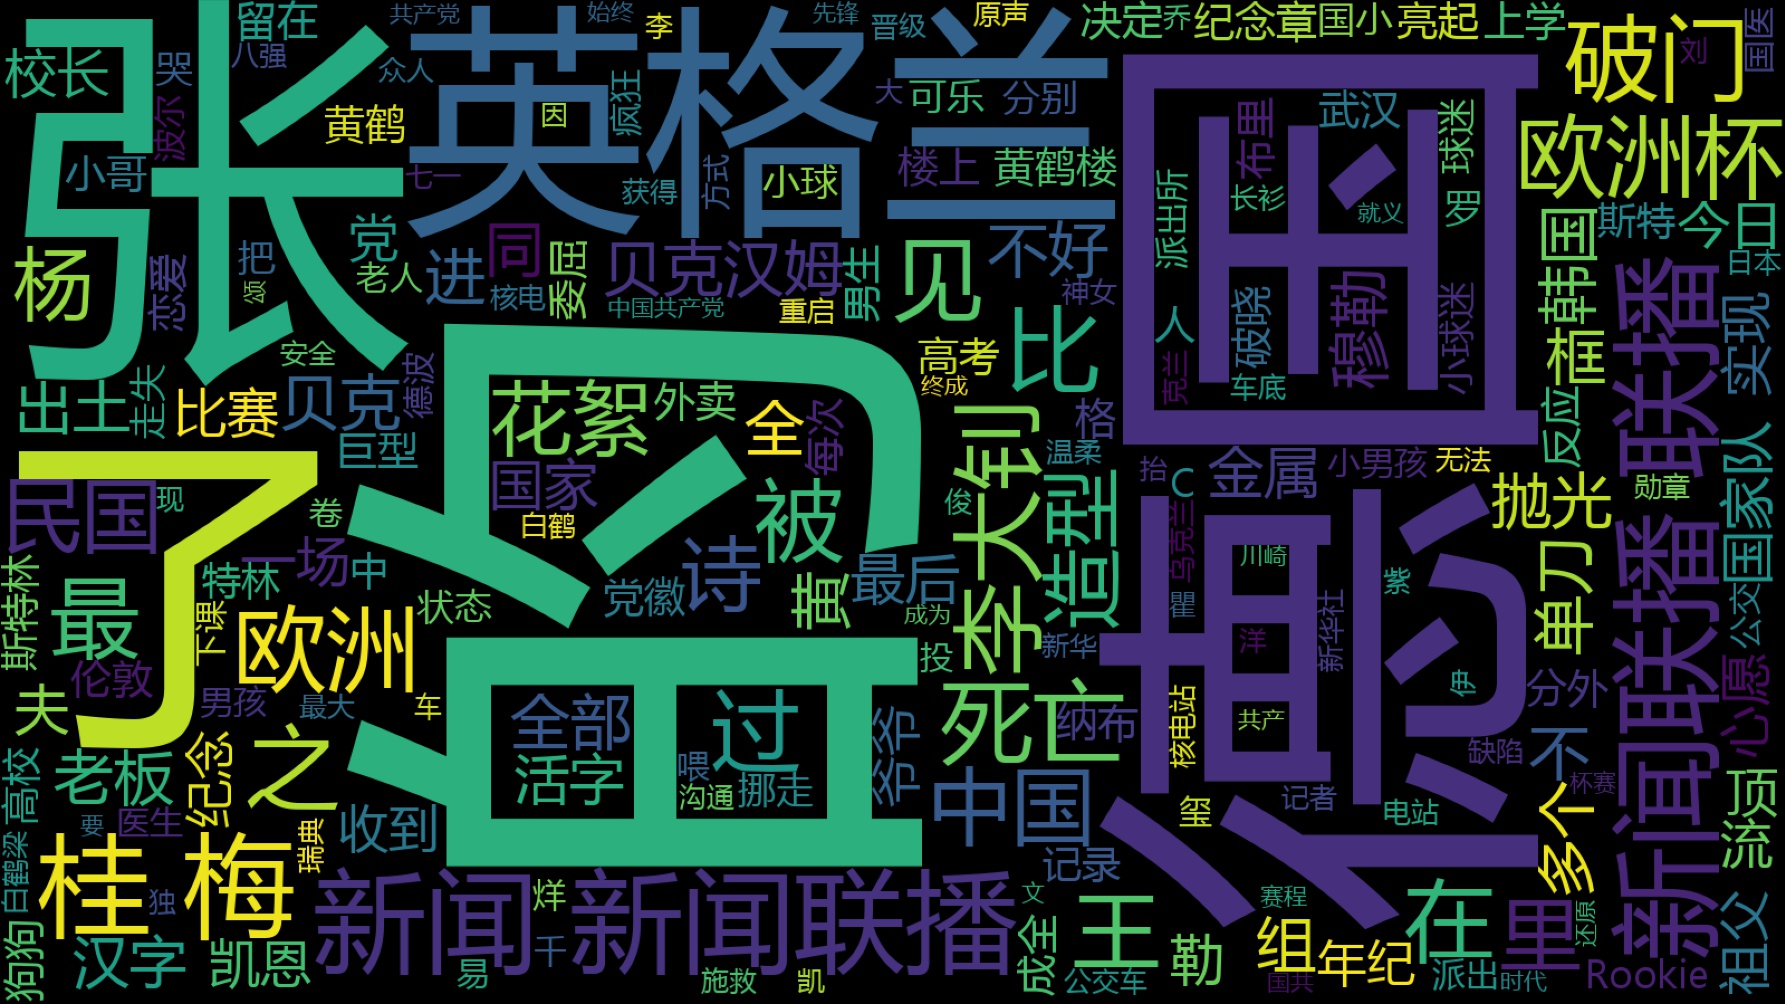 张
英格兰
国
德
盗
了
校长
留在
八强
哭
共产党
始终
李
先锋
晋级
原声
决定
乔
纪念章
国小
亮起
上学
破门
刘
国医
众人
疯狂
因
黄鹤
波尔
小哥
七一
获得
方式
大
可乐
分别
楼上
黄鹤楼
小球
武汉
布里
球迷
欧洲杯
派出所
长衫
就义
罗
斯特
今日
日本
韩国
杨
恋爱
把
颂
党
老人
进
同
核电
委屈
贝克汉姆
中国共产党
重启
男生
见
不好
神女
人
破晓
穆勒
小球迷
克兰
车底
安全
德波
比
高考
终成
出土
走失
比赛
贝克
巨型
花絮
外卖
全
每次
国家
白鹤
被
诗
李大钊
格
温柔
造型
抬
C
金属
小男孩
无法
反应
抛光
勋章
实现
联播
国家队
民国
现
卷
一场
中
特林
状态
党徽
黄
最后
成为
俊
乌克兰
川崎
新华社
紫
瞿
洋
伊
单刀
公交
斯特林
最
下课
欧洲
伦敦
男孩
最大
车
投
新华
死亡
纳布
核电站
共产
分外
心愿
新闻联播
夫
高校
老板
纪念
之
全部
过
爷爷
活字
喂
沟通
挪走
中国
玺
记者
电站
缺陷
不
杯赛
多个
顶流
要
医生
瑞典
收到
白鹤梁
桂梅
独
记录
新闻
新闻联播
文
赛程
王
在
里
还原
祖父
狗狗
汉字
凯恩
易
烊
千
施救
凯
成全
公交车
勒
组
国共
年纪
派出
时代
Rookie